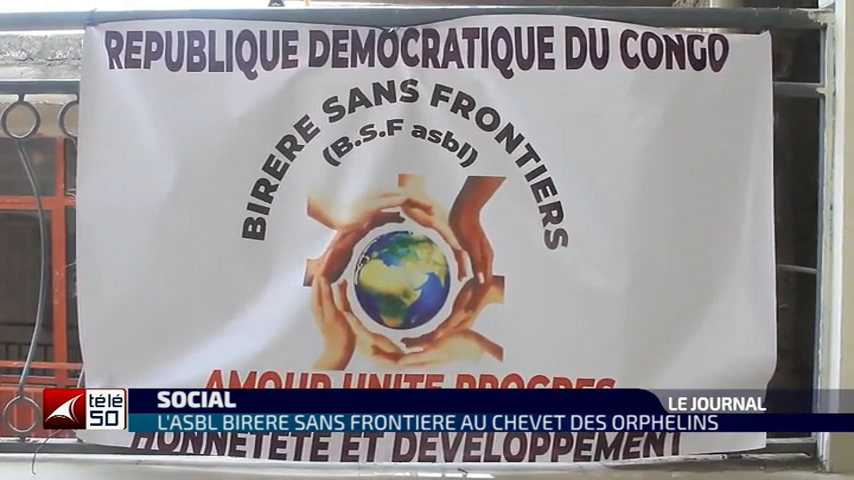 REPUBLIQUE DEMOCRATIQUE DU CONGO
BIRERE SANS FRONTIERS
(B.S.F asbl)
AMOUR UNITE PROGRES
HONNETETE ET DEVELOPPEMENT
télé 50
SOCIAL
LE JOURNAL
L'ASBL BIRERE SANS FRONTIERE AU CHEVET DES ORPHELINS